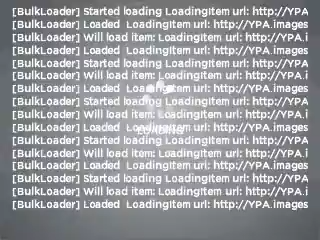 [BulkLoader] Started loading LoadingItem url: http://YPA
[BulkLoader] Loaded  LoadingItem url: http://YPA.images
[BulkLoader] Will load item: LoadingItem url: http://YPA.i
[BulkLoader] Loaded  LoadingItem url: http://YPA.images
[BulkLoader] Started loading LoadingItem url: http://YPA
[BulkLoader] Will load item: LoadingItem url: http://YPA.i
[BulkLoader] Loaded  LoadingItem url: http://YPA.images
[BulkLoader] Started loading LoadingItem url: http://YPA
[BulkLoader] Will load item: LoadingItem url: http://YPA.i
[BulkLoader] Loaded  LoadingItem url: http://YPA.images
[BulkLoader] Started loading LoadingItem url: http://YPA
[BulkLoader] Will load item: LoadingItem url: http://YPA.i
[BulkLoader] Loaded  LoadingItem url: http://YPA.images
[BulkLoader] Started loading LoadingItem url: http://YPA
[BulkLoader] Will load item: LoadingItem url: http://YPA.i
[BulkLoader] Loaded  LoadingItem url: http://YPA.images